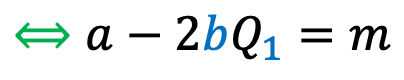 ⟺ a − 2bQ₁ = m